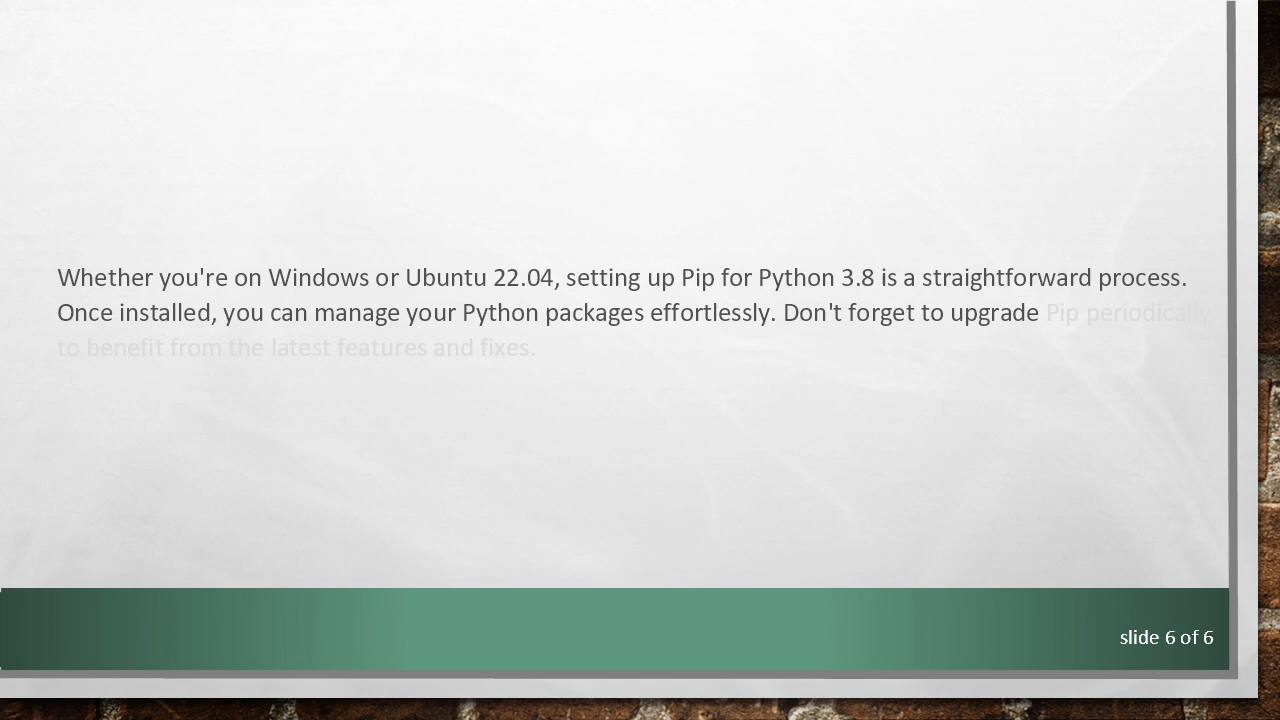 Whether you're on Windows or Ubuntu 22.04, setting up Pip for Python 3.8 is a straightforward process.
Once installed, you can manage your Python packages effortlessly. Don't forget to upgrade Pip periodically
to benefit from the latest features and fixes.
slide 6 of 6